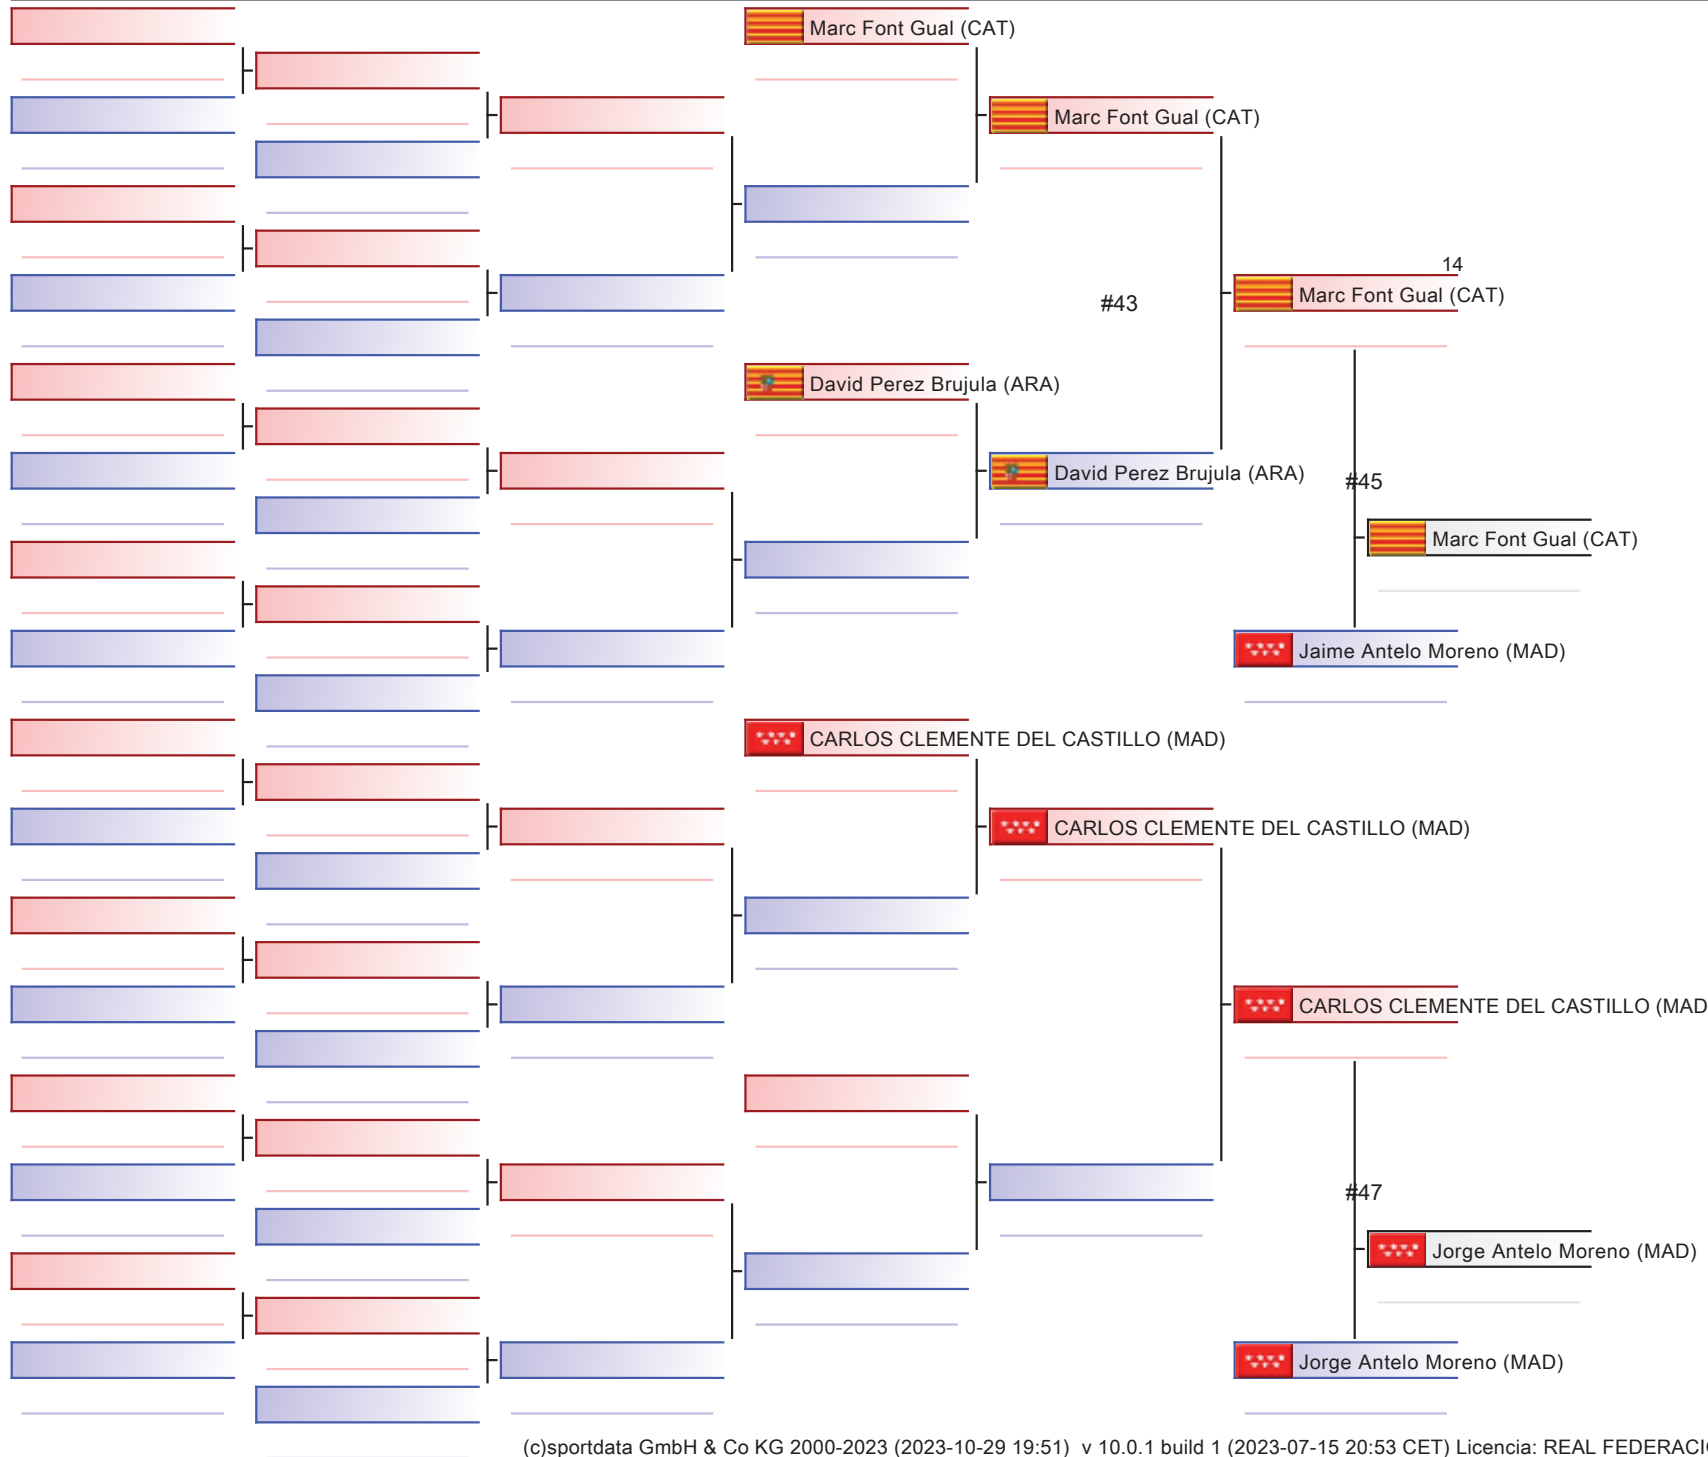 Marc Font Gual (CAT)
Marc Font Gual (CAT)
14
Marc Font Gual (CAT)
#43
David Perez Brujula (ARA)
David Perez Brujula (ARA)
#45
Marc Font Gual (CAT)
Jaime Antelo Moreno (MAD)
CARLOS CLEMENTE DEL CASTILLO (MAD)
CARLOS CLEMENTE DEL CASTILLO (MAD)
CARLOS CLEMENTE DEL CASTILLO (MAD
#47
Jorge Antelo Moreno (MAD)
Jorge Antelo Moreno (MAD)
(c)sportdata GmbH & Co KG 2000-2023 (2023-10-29 19:51) v 10.0.1 build 1 (2023-07-15 20:53 CET) Licencia: REAL FEDERACI